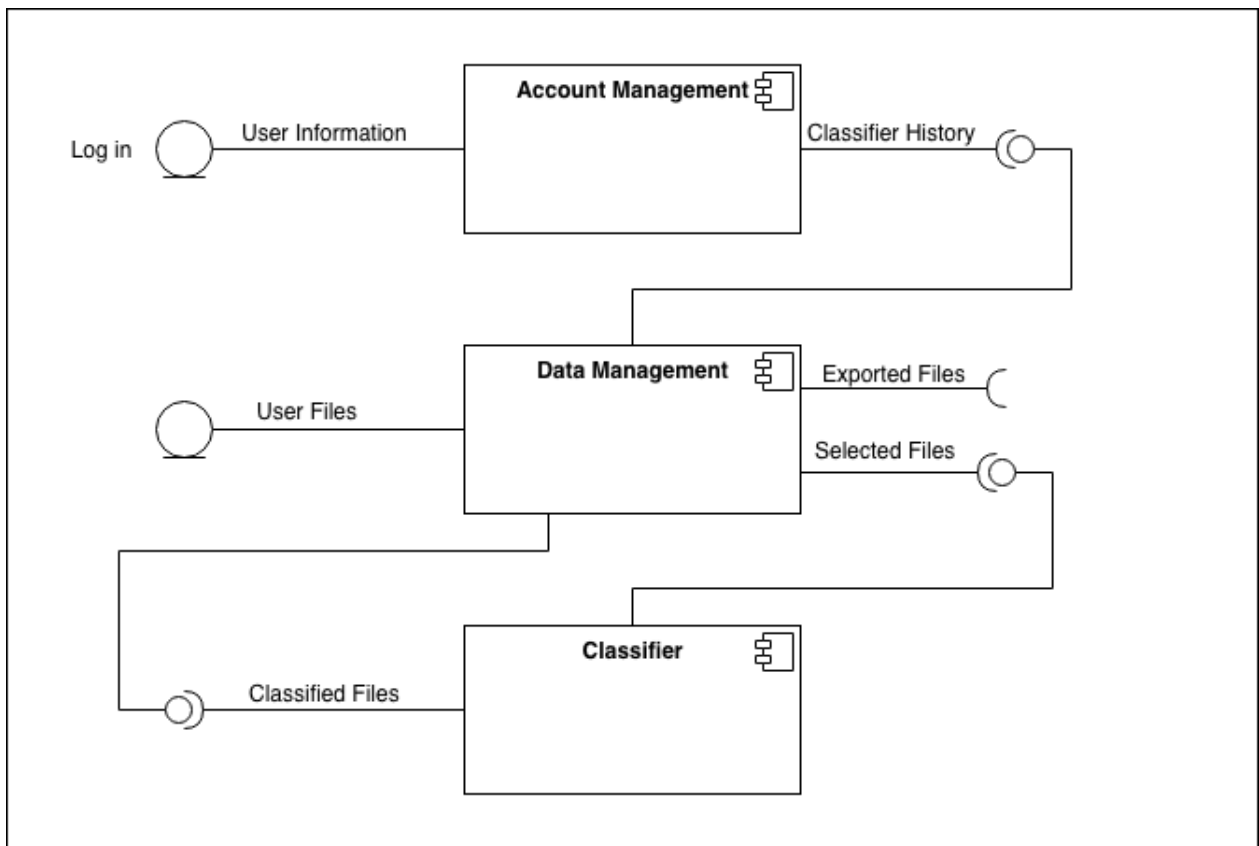 Account Management
Log in
User Information
Classifier History
Data Management
Exported Files
User Files
Selected Files
Classifier
Classified Files